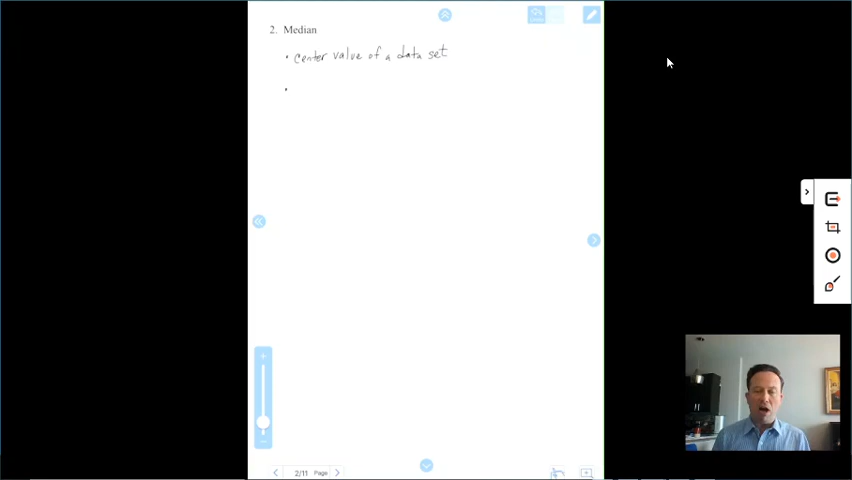 2. Median
• center value of a data set
•
2/11 Page